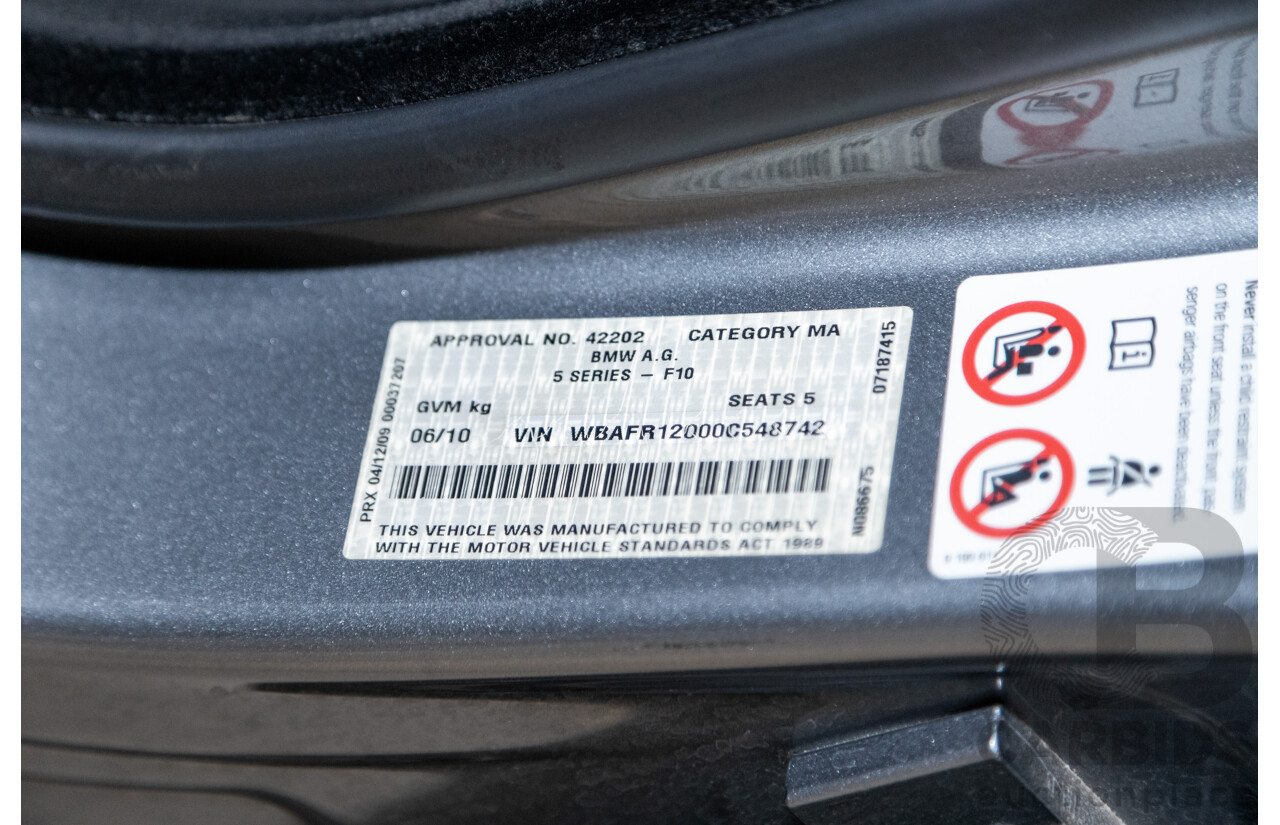 APPROVAL NO. 42202 CATEGORY MA
BMW A.G.
5 SERIES – F10
GVM kg SEATS 5
06/10 VIN WBAFR12000C548742
THIS VEHICLE WAS MANUFACTURED TO COMPLY
WITH THE MOTOR VEHICLE STANDARDS ACT 1989
PRX 04/12/09 00037207
07187415
N086675
Never install a child restraint system
on the front seat unless the front pas-
senger airbags have been deactivated.
CB